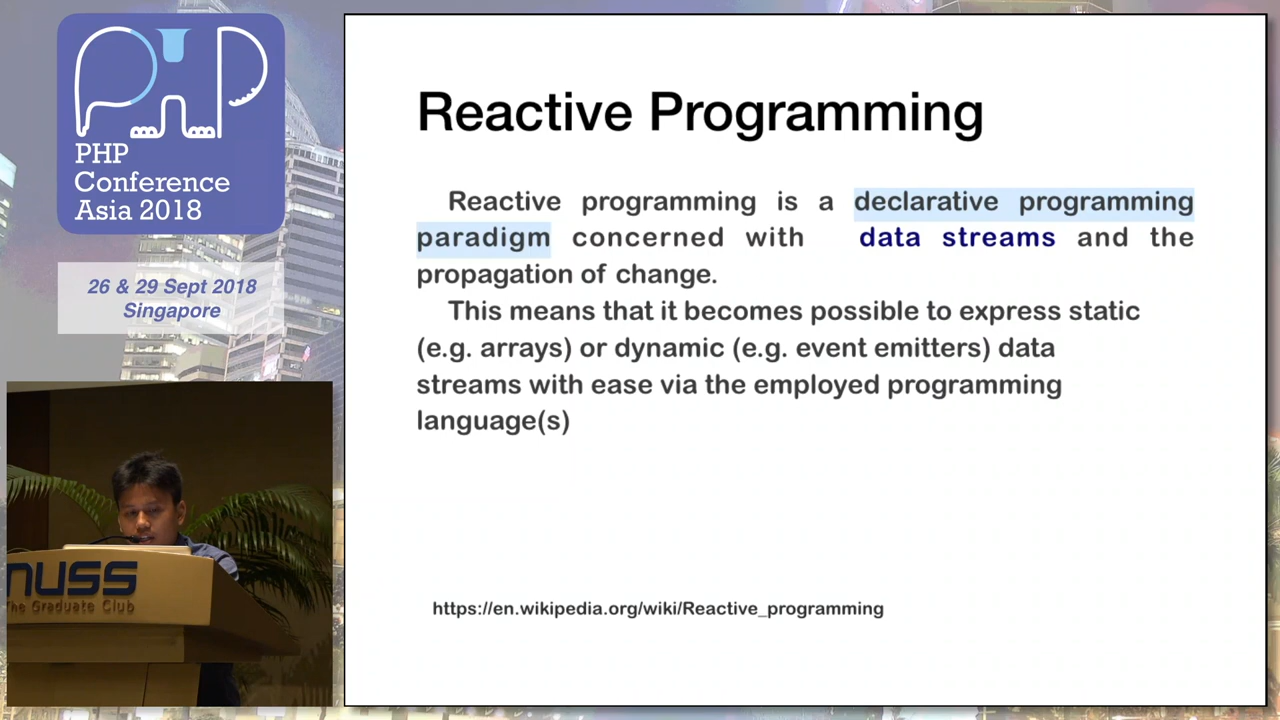 PHP
Conference
Asia 2018
26 & 29 Sept 2018
Singapore
nuss
The Graduate Club
Reactive Programming
Reactive programming is a declarative programming
paradigm concerned with data streams and the
propagation of change.
This means that it becomes possible to express static
(e.g. arrays) or dynamic (e.g. event emitters) data
streams with ease via the employed programming
language(s)
https://en.wikipedia.org/wiki/Reactive_programming